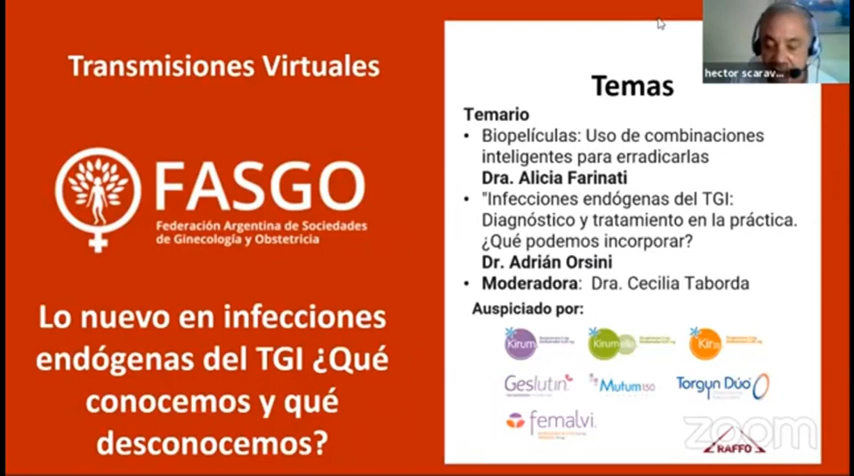 Transmisiones Virtuales
FASGO
Federación Argentina de Sociedades
de Ginecología y Obstetricia
Lo nuevo en infecciones
endógenas del TGI ¿Qué
conocemos y qué
desconocemos?
hector scarav...
Temas
Temario
• Biopelículas: Uso de combinaciones
inteligentes para erradicarlas
Dra. Alicia Farinati
• "Infecciones endógenas del TGI:
Diagnóstico y tratamiento en la práctica.
¿Qué podemos incorporar?
Dr. Adrián Orsini
• Moderadora: Dra. Cecilia Taborda
Auspiciado por:
Kirum
Kirum
Kir
Geslutin
Mutum150
Torgyn Dúo
femalvi
zoom
RAFFO